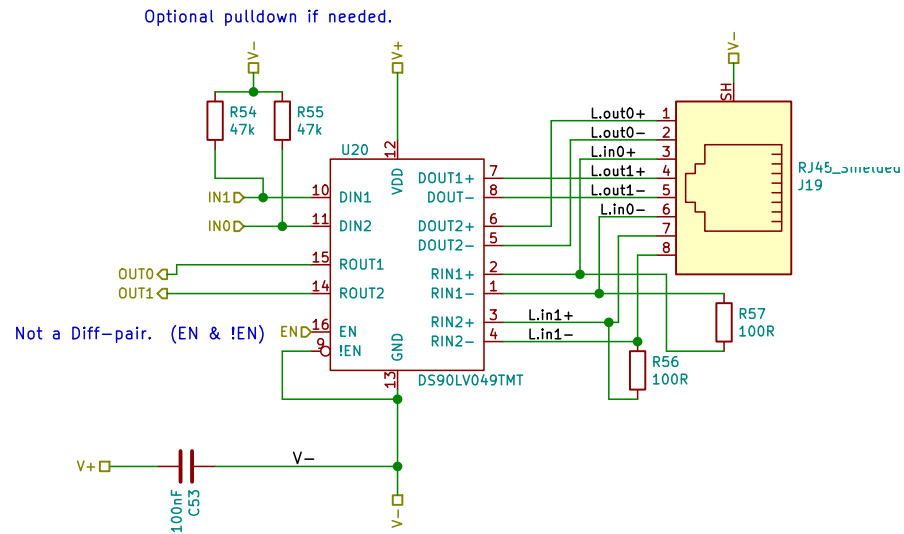 Optional pulldown if needed.
V-
V+
V-
R54
47k
R55
47k
U20
12
VDD
SH
L.out0+
1
L.out0-
2
L.in0+
3
L.out1+
4
L.out1-
5
L.in0-
6
7
8
RJ45_Shielded
J19
IN1
10
DIN1
IN0
11
DIN2
OUT0
15
ROUT1
OUT1
14
ROUT2
Not a Diff-pair. (EN & !EN)
EN
16
EN
9
!EN
DOUT1+
7
DOUT-
8
DOUT2+
6
DOUT2-
5
RIN1+
2
RIN1-
1
RIN2+
3
L.in1+
RIN2-
4
L.in1-
GND
13
DS90LV049TMT
R57
100R
R56
100R
V+
100nF
C53
V-
V-